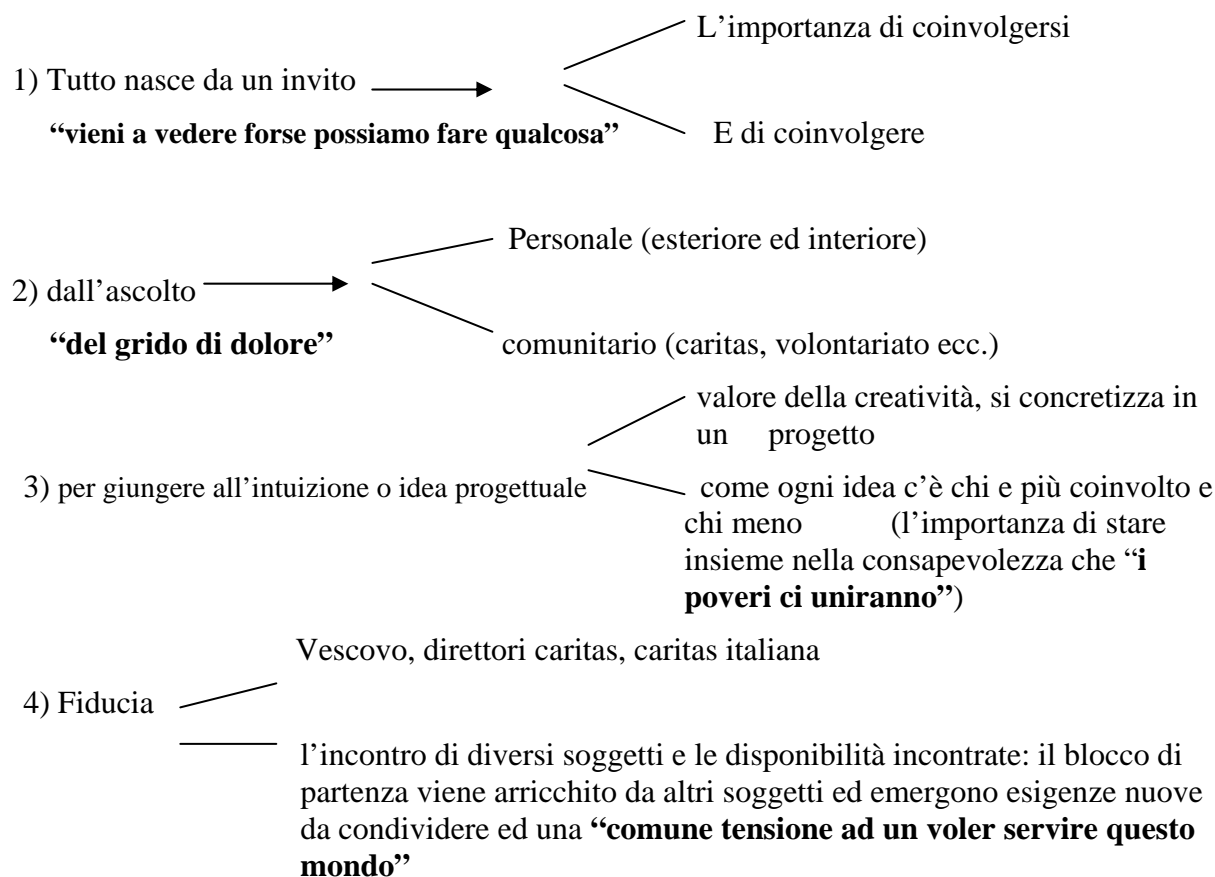 L’importanza di coinvolgersi
1) Tutto nasce da un invito
“vieni a vedere forse possiamo fare qualcosa”
E di coinvolgere
Personale (esteriore ed interiore)
2) dall’ascolto
“del grido di dolore”
comunitario (caritas, volontariato ecc.)
valore della creatività, si concretizza in
un progetto
3) per giungere all’intuizione o idea progettuale
come ogni idea c’è chi e più coinvolto e
chi meno (l’importanza di stare
insieme nella consapevolezza che “i
poveri ci uniranno”)
Vescovo, direttori caritas, caritas italiana
4) Fiducia
l’incontro di diversi soggetti e le disponibilità incontrate: il blocco di
partenza viene arricchito da altri soggetti ed emergono esigenze nuove
da condividere ed una “comune tensione ad un voler servire questo
mondo”